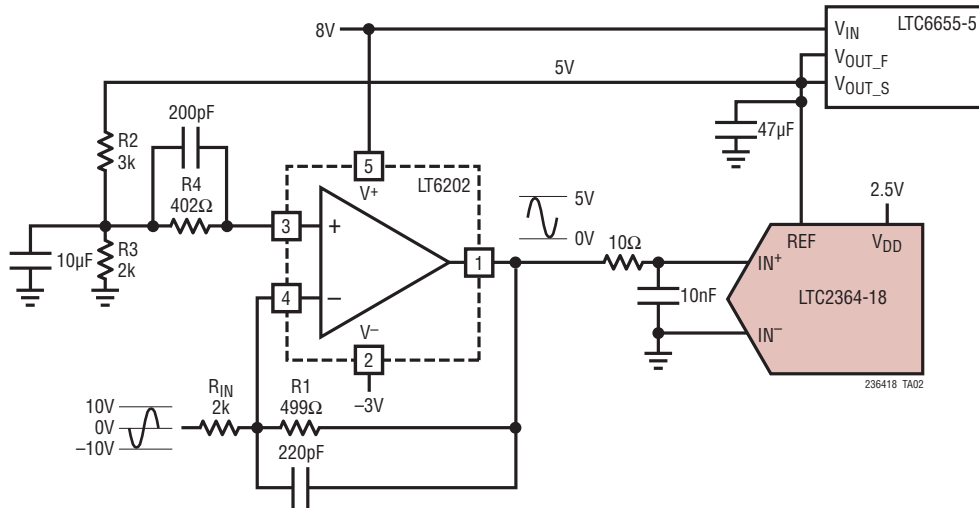 8V
V_IN
LTC6655-5
V_OUT_F
V_OUT_S
5V
200pF
47µF
R2
3k
R4
402Ω
5
V+
LT6202
2.5V
3
+
5V
0V
10Ω
REF
V_DD
10µF
R3
2k
1
IN+
4
–
10nF
LTC2364-18
V–
2
IN–
–3V
236418 TA02
10V
0V
–10V
R_IN
2k
R1
499Ω
220pF